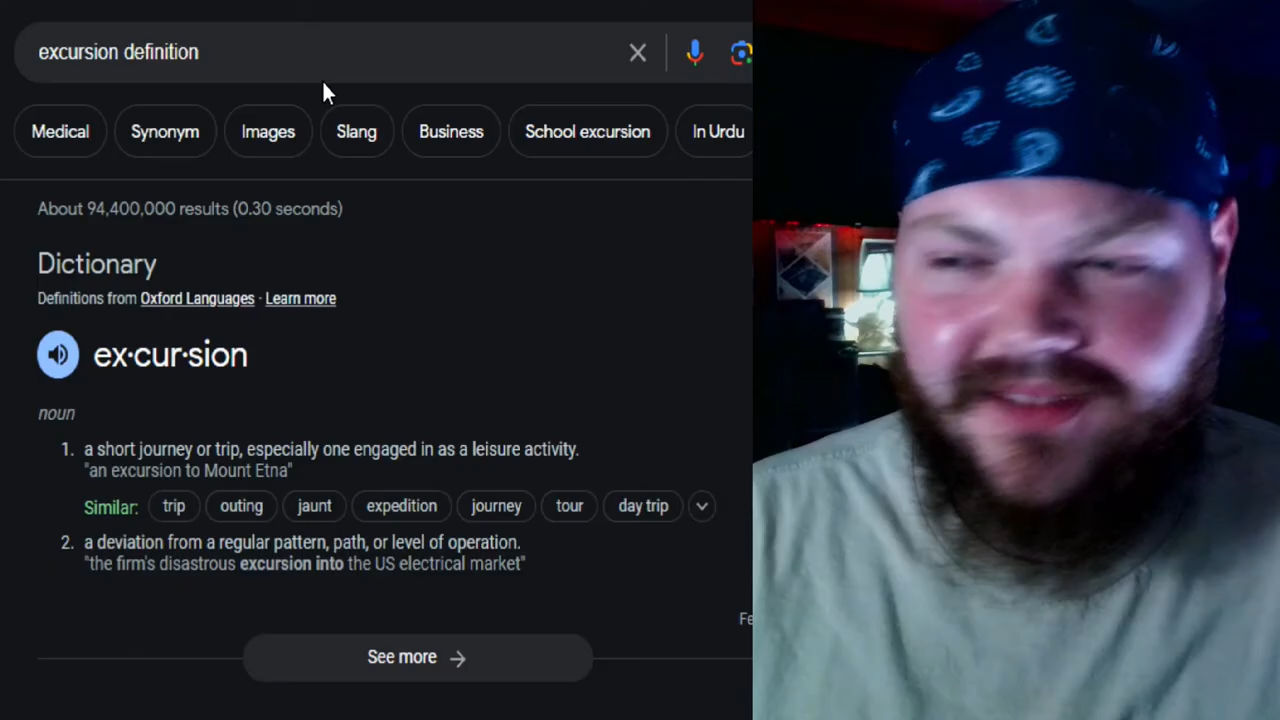 excursion definition
Medical Synonym Images Slang Business School excursion In Urdu
About 94,400,000 results (0.30 seconds)
Dictionary
Definitions from Oxford Languages · Learn more
ex·cur·sion
noun
1. a short journey or trip, especially one engaged in as a leisure activity.
"an excursion to Mount Etna"
Similar: trip outing jaunt expedition journey tour day trip
2. a deviation from a regular pattern, path, or level of operation.
"the firm's disastrous excursion into the US electrical market"
Fe
See more